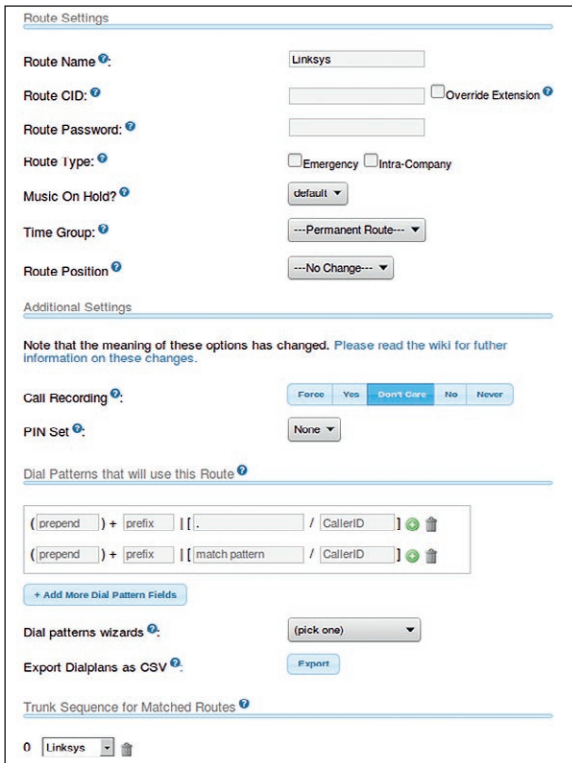 Route Settings
Route Name ?:
Linksys
Route CID: ?
Override Extension ?
Route Password: ?
Route Type: ?
Emergency Intra-Company
Music On Hold? ?
default
Time Group: ?
---Permanent Route---
Route Position ?
---No Change---
Additional Settings
Note that the meaning of these options has changed. Please read the wiki for futher
information on these changes.
Call Recording ?:
Force Yes Don't Care No Never
PIN Set ?:
None
Dial Patterns that will use this Route ?
( prepend ) + prefix | [ . / CallerID ]
( prepend ) + prefix | [ match pattern / CallerID ]
+ Add More Dial Pattern Fields
Dial patterns wizards ?:
(pick one)
Export Dialplans as CSV ?:
Export
Trunk Sequence for Matched Routes ?
0 Linksys